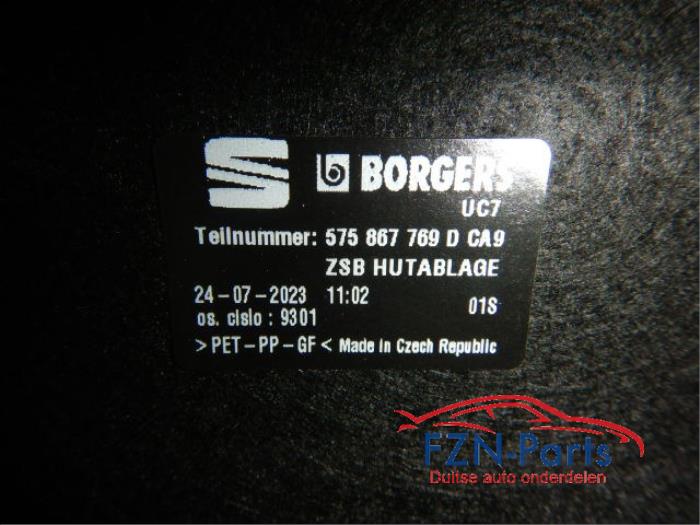 BORGERS
UC7
Teilnummer: 575 867 769 D CA9
ZSB HUTABLAGE
24-07-2023 11:02 01S
os. cislo : 9301
>PET-PP-GF< Made in Czech Republic
FZN-Parts
Duitse auto onderdelen